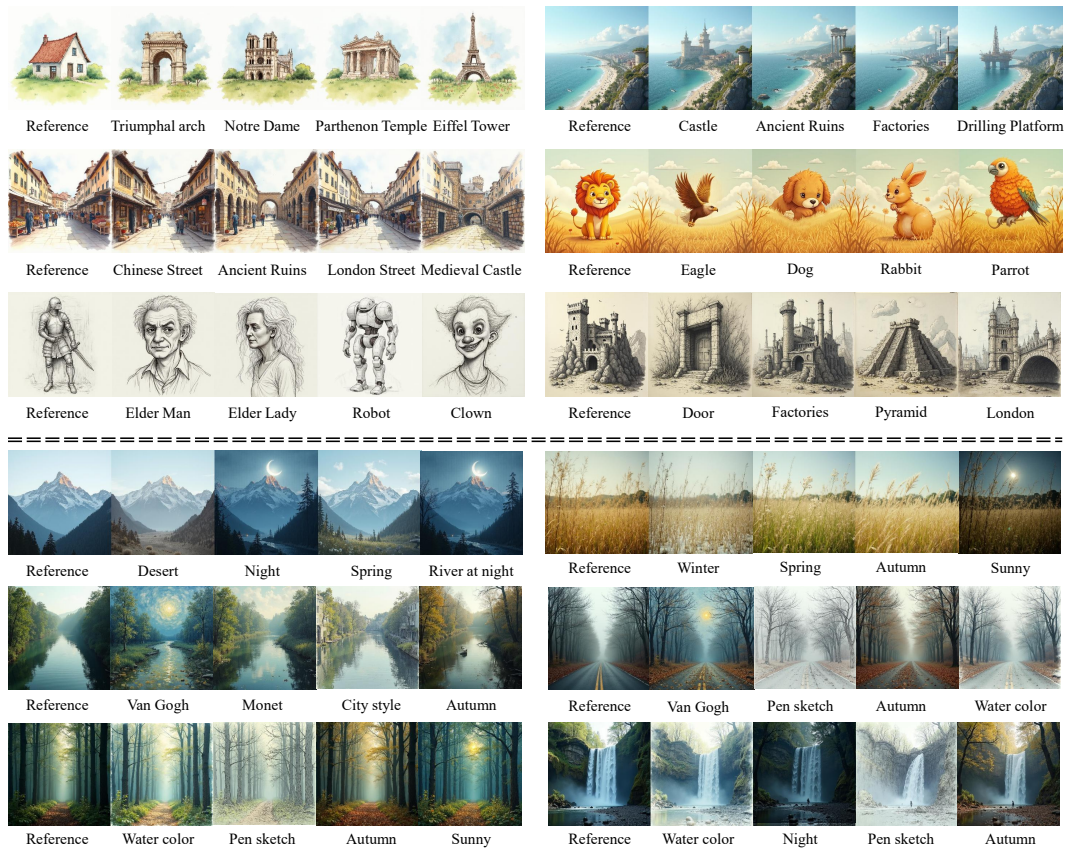 Reference Triumphal arch Notre Dame Parthenon Temple Eiffel Tower
Reference Castle Ancient Ruins Factories Drilling Platform
Reference Chinese Street Ancient Ruins London Street Medieval Castle
Reference Eagle Dog Rabbit Parrot
Reference Elder Man Elder Lady Robot Clown
Reference Door Factories Pyramid London
Reference Desert Night Spring River at night
Reference Winter Spring Autumn Sunny
Reference Van Gogh Monet City style Autumn
Reference Van Gogh Pen sketch Autumn Water color
Reference Water color Pen sketch Autumn Sunny
Reference Water color Night Pen sketch Autumn